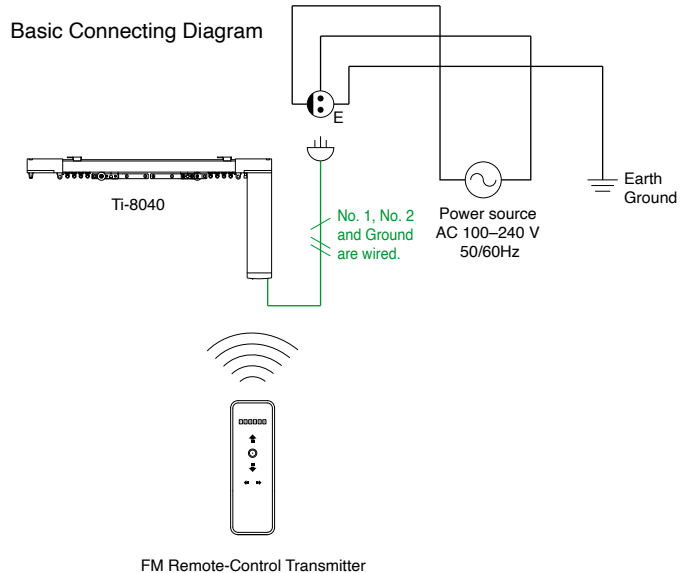 Basic Connecting Diagram
E
Ti-8040
No. 1, No. 2
and Ground
are wired.
Power source
AC 100–240 V
50/60Hz
Earth
Ground
FM Remote-Control Transmitter